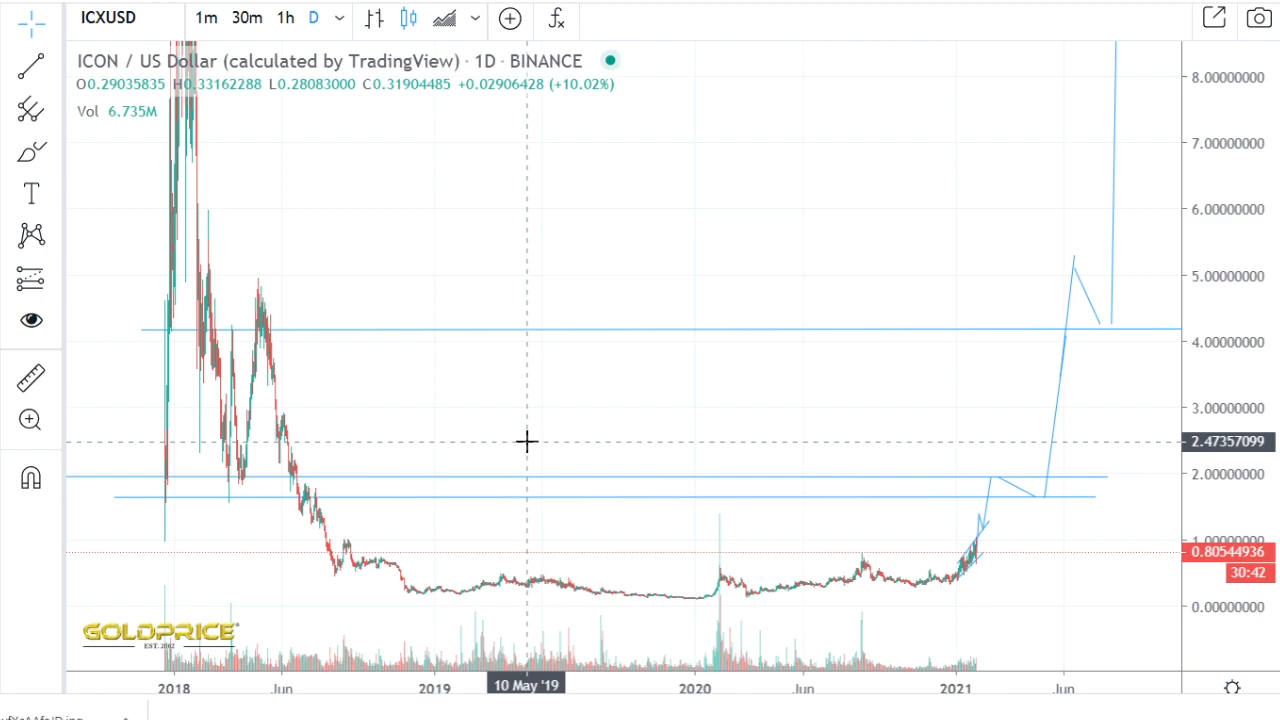 ICXUSD 1m 30m 1h D
ICON / US Dollar (calculated by TradingView) · 1D · BINANCE
O0.29035835 H0.33162288 L0.28083000 C0.31904485 +0.02906428 (+10.02%)
Vol 6.735M
T
8.00000000
7.00000000
6.00000000
5.00000000
4.00000000
3.00000000
2.47357099
2.00000000
1.00000000
0.80544936
30:42
0.00000000
GOLDPRICE
EST. 2002
2018 Jun 2019 10 May '19 2020 Jun 2021 Jun